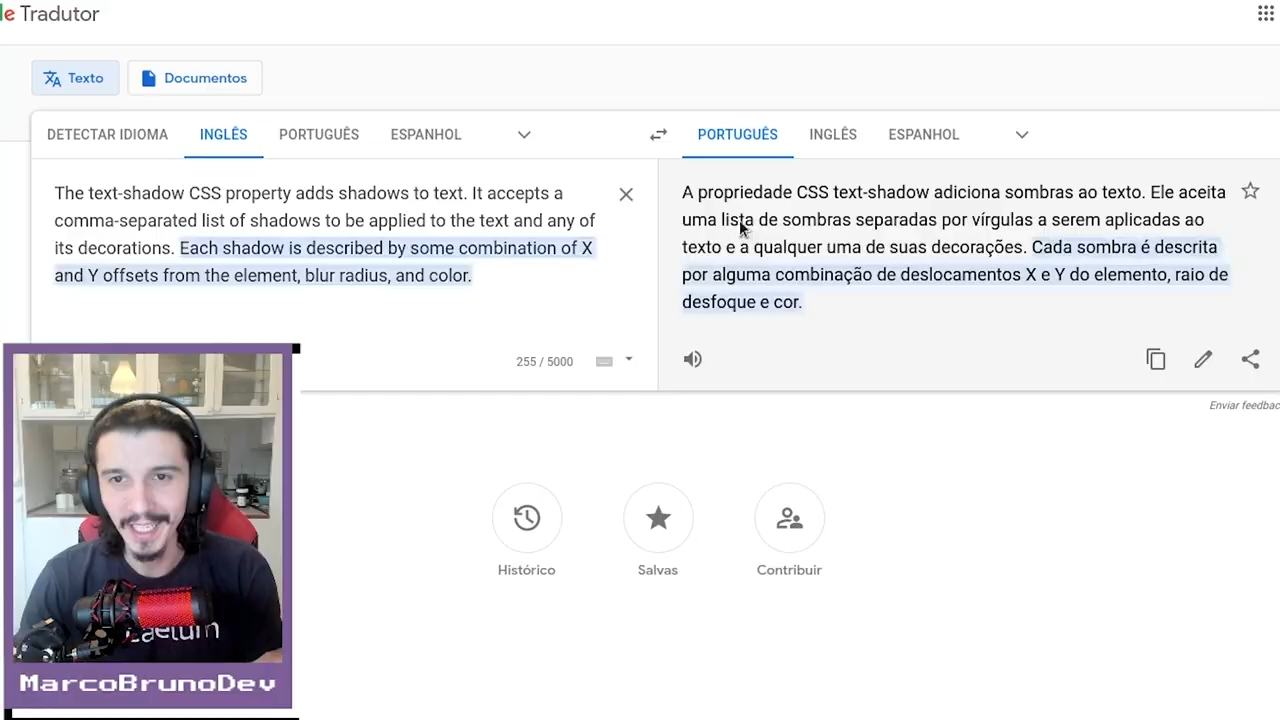 e Tradutor
Texto
Documentos
DETECTAR IDIOMA
INGLÊS
PORTUGUÊS
ESPANHOL
PORTUGUÊS
INGLÊS
ESPANHOL
The text-shadow CSS property adds shadows to text. It accepts a
comma-separated list of shadows to be applied to the text and any of
its decorations. Each shadow is described by some combination of X
and Y offsets from the element, blur radius, and color.
255 / 5000
A propriedade CSS text-shadow adiciona sombras ao texto. Ele aceita
uma lista de sombras separadas por vírgulas a serem aplicadas ao
texto e a qualquer uma de suas decorações. Cada sombra é descrita
por alguma combinação de deslocamentos X e Y do elemento, raio de
desfoque e cor.
Enviar feedbac
Histórico
Salvas
Contribuir
caelum
MarcoBrunoDev